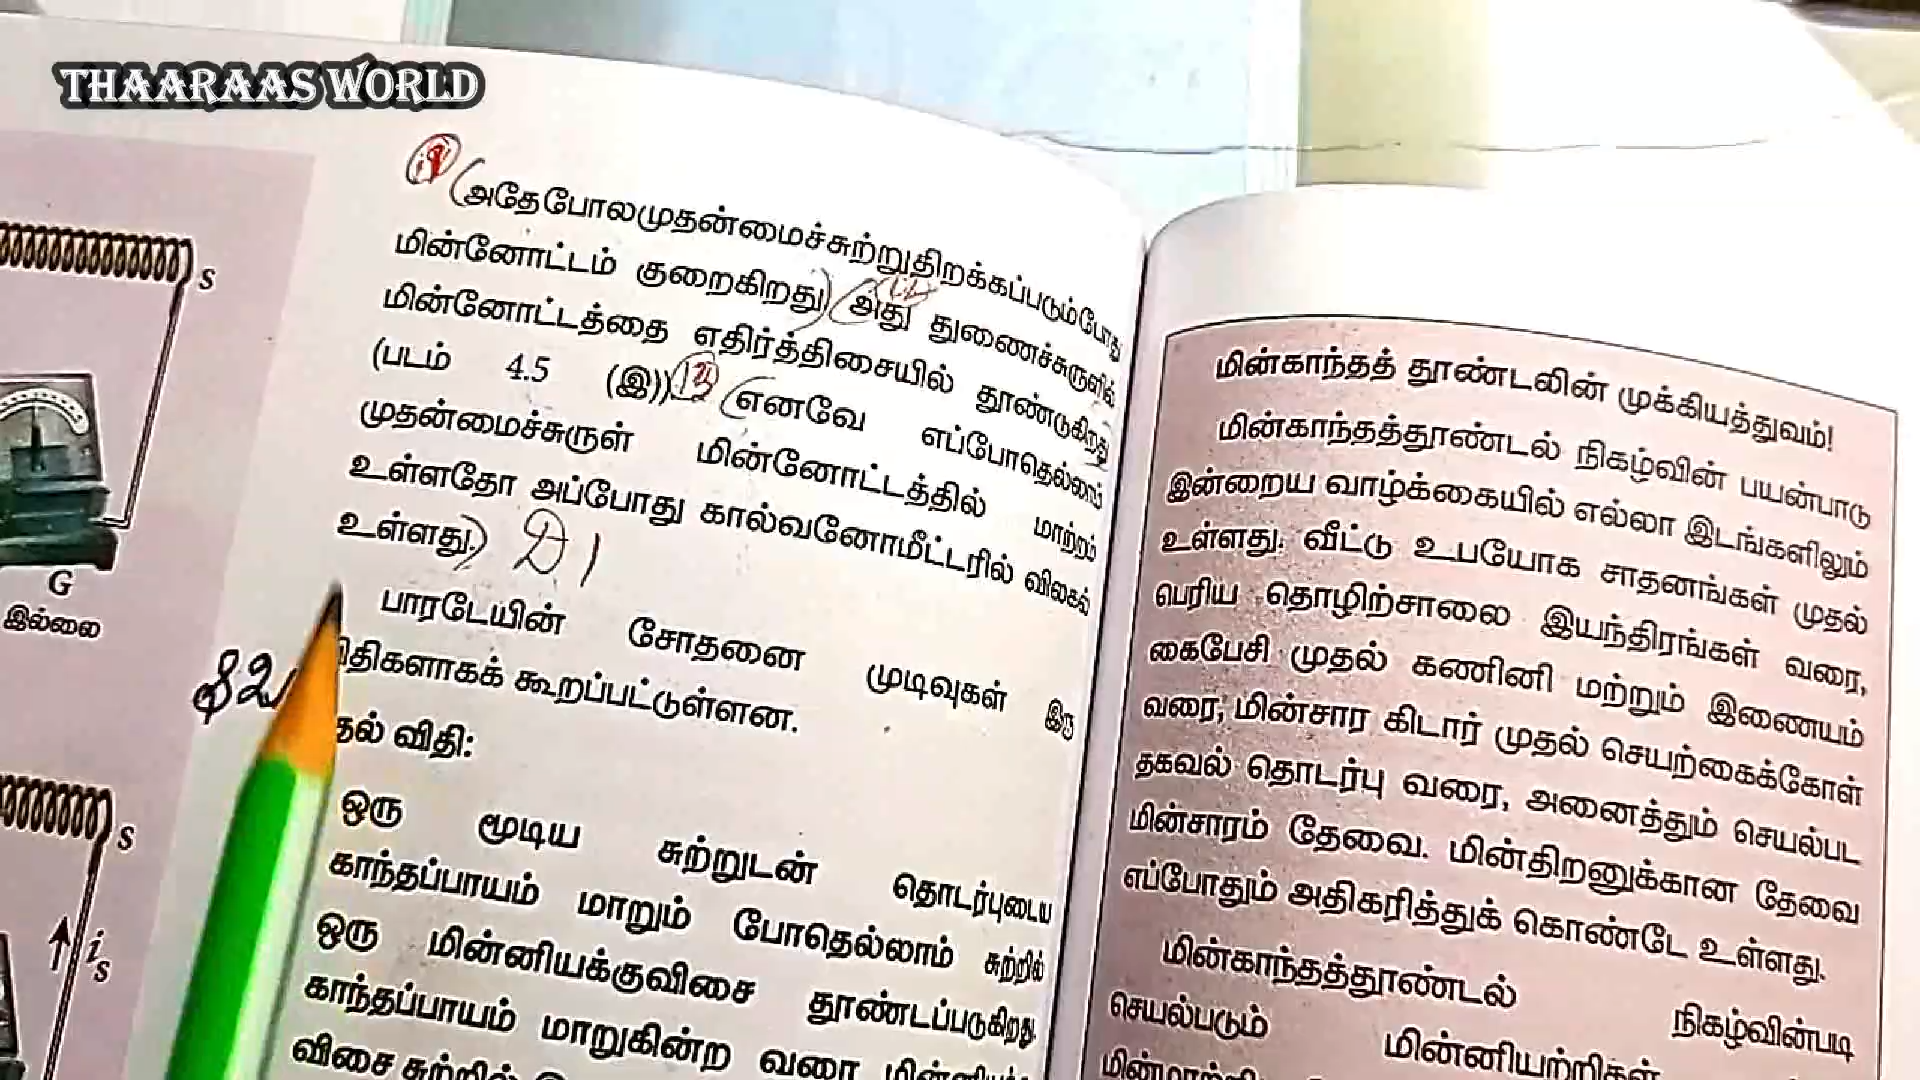 THAARAAS WORLD
அதேபோலமுதன்மைச்சுற்றுதிறக்கப்படும்போது
மின்னோட்டம் குறைகிறது) (அது துணைச்சுருளில்
மின்னோட்டத்தை எதிர்த்திசையில் தூண்டுகிறது
(படம் 4.5 (இ)) (எனவே எப்போதெல்லாம்
முதன்மைச்சுருள் மின்னோட்டத்தில் மாற்றம்
உள்ளதோ அப்போது கால்வனோமீட்டரில் விலகல்
உள்ளது.)
பாரடேயின் சோதனை முடிவுகள் இரு
விதிகளாகக் கூறப்பட்டுள்ளன.
தல் விதி:
ஒரு மூடிய சுற்றுடன் தொடர்புடைய
காந்தப்பாயம் மாறும் போதெல்லாம் சுற்றில்
ஒரு மின்னியக்குவிசை தூண்டப்படுகிறது
காந்தப்பாயம் மாறுகின்ற வரை
விசை சுற்றில்
S
G
இல்லை
S
is
மின்காந்தத் தூண்டலின் முக்கியத்துவம்!
மின்காந்தத்தூண்டல் நிகழ்வின் பயன்பாடு
இன்றைய வாழ்க்கையில் எல்லா இடங்களிலும்
உள்ளது. வீட்டு உபயோக சாதனங்கள் முதல்
பெரிய தொழிற்சாலை இயந்திரங்கள் வரை,
கைபேசி முதல் கணினி மற்றும் இணையம்
வரை, மின்சார கிடார் முதல் செயற்கைக்கோள்
தகவல் தொடர்பு வரை, அனைத்தும் செயல்பட
மின்சாரம் தேவை. மின்திறனுக்கான தேவை
எப்போதும் அதிகரித்துக் கொண்டே உள்ளது.
மின்காந்தத்தூண்டல் நிகழ்வின்படி
செயல்படும் மின்னியற்றிகள்